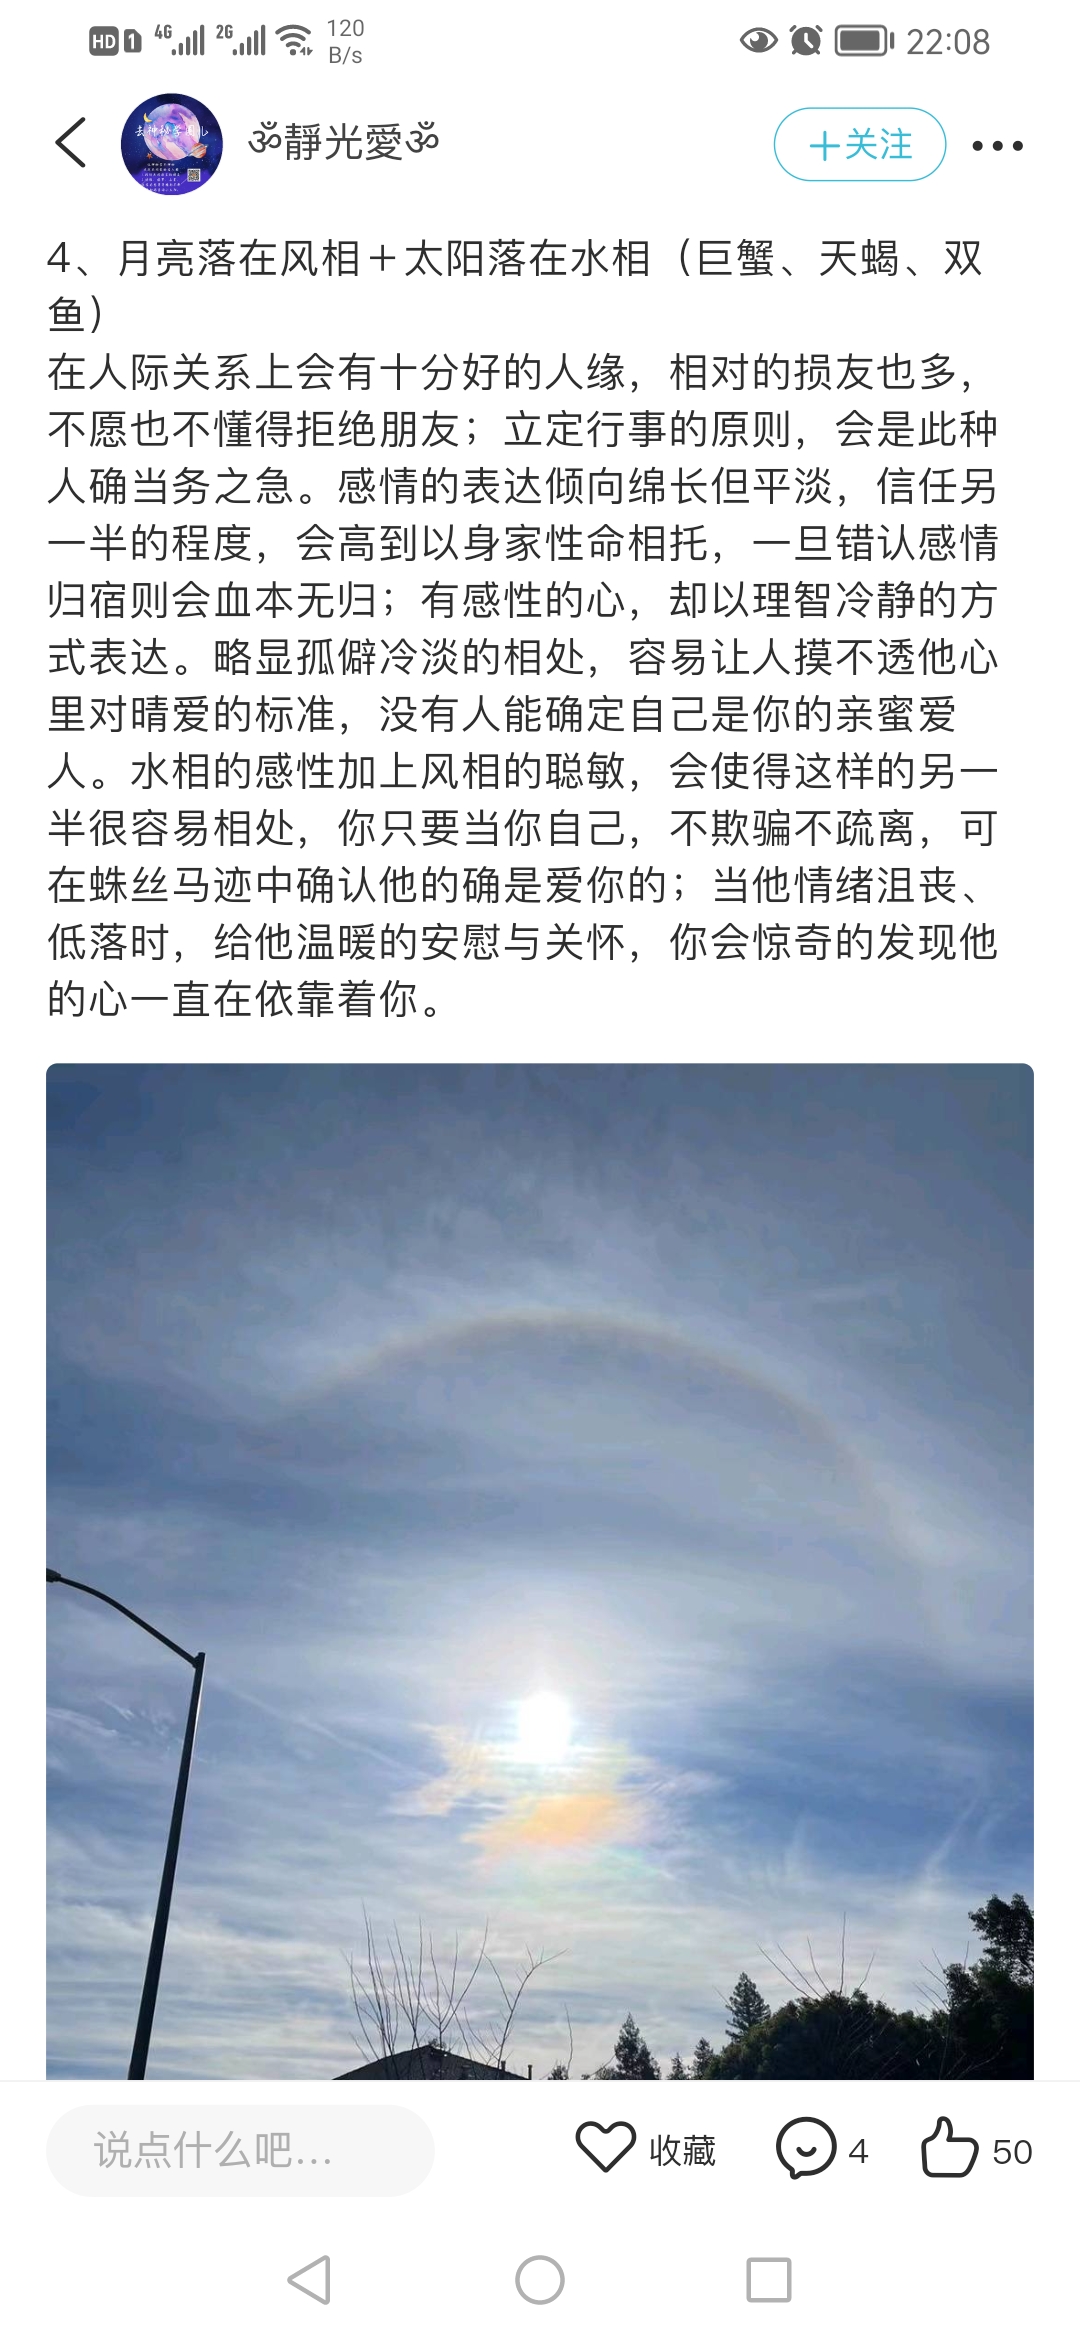 HD 1 4G 2G 120 B/s 22:08
去神秘学圈儿
ॐ靜光愛ॐ
＋关注
4、月亮落在风相＋太阳落在水相（巨蟹、天蝎、双
鱼）
在人际关系上会有十分好的人缘，相对的损友也多，
不愿也不懂得拒绝朋友；立定行事的原则，会是此种
人确当务之急。感情的表达倾向绵长但平淡，信任另
一半的程度，会高到以身家性命相托，一旦错认感情
归宿则会血本无归；有感性的心，却以理智冷静的方
式表达。略显孤僻冷淡的相处，容易让人摸不透他心
里对晴爱的标准，没有人能确定自己是你的亲蜜爱
人。水相的感性加上风相的聪敏，会使得这样的另一
半很容易相处，你只要当你自己，不欺骗不疏离，可
在蛛丝马迹中确认他的确是爱你的；当他情绪沮丧、
低落时，给他温暖的安慰与关怀，你会惊奇的发现他
的心一直在依靠着你。
说点什么吧...
收藏
4
50